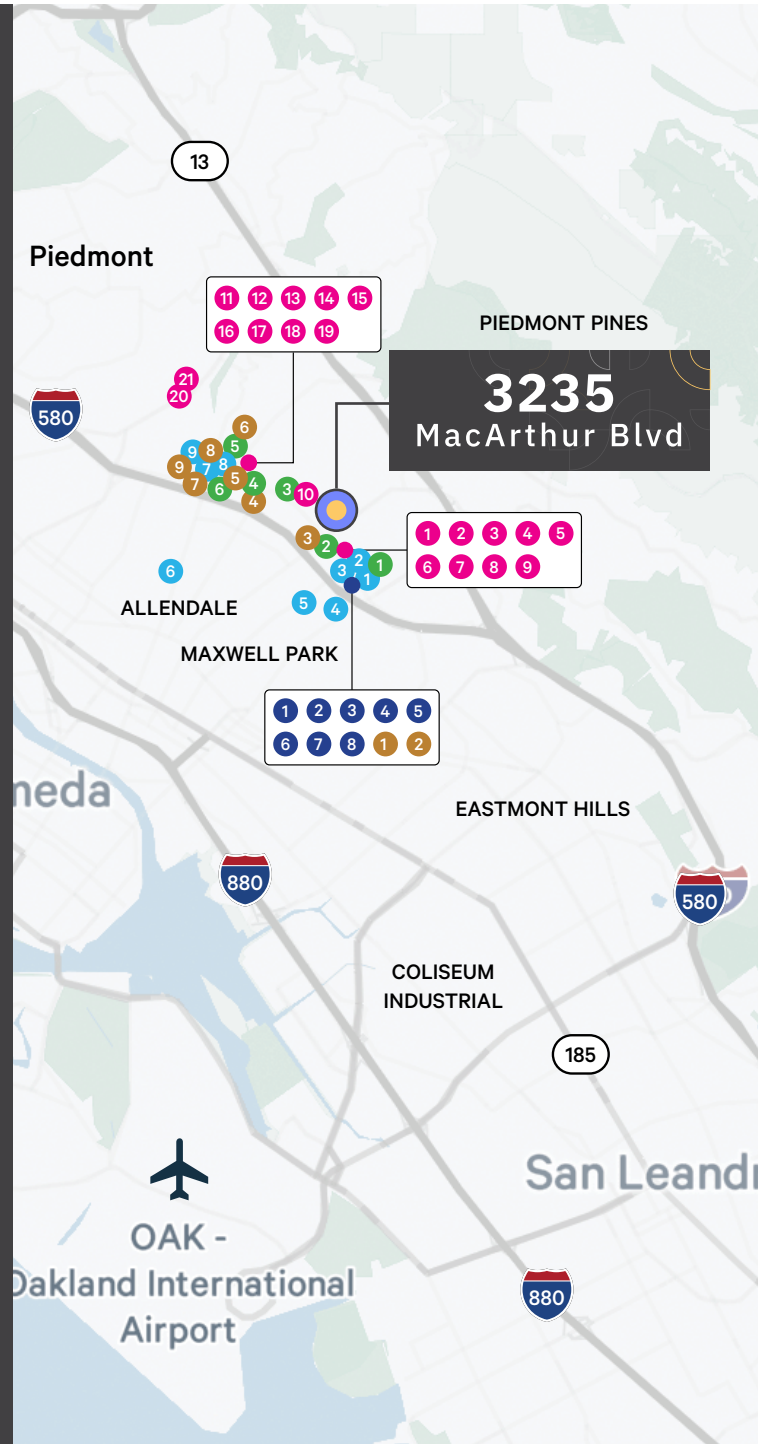 13
Piedmont
11 12 13 14 15
16 17 18 19
PIEDMONT PINES
3235
MacArthur Blvd
21
20
580
6
5
9 8
8
9 7
5
7 6 4
4
3 10
1 2 3 4 5
6 7 8 9
3
2
2
3 1
1
6
5 4
ALLENDALE
MAXWELL PARK
1 2 3 4 5
6 7 8 1 2
meda
EASTMONT HILLS
880
580
COLISEUM
INDUSTRIAL
185
San Leand
OAK -
Oakland International
Airport
880